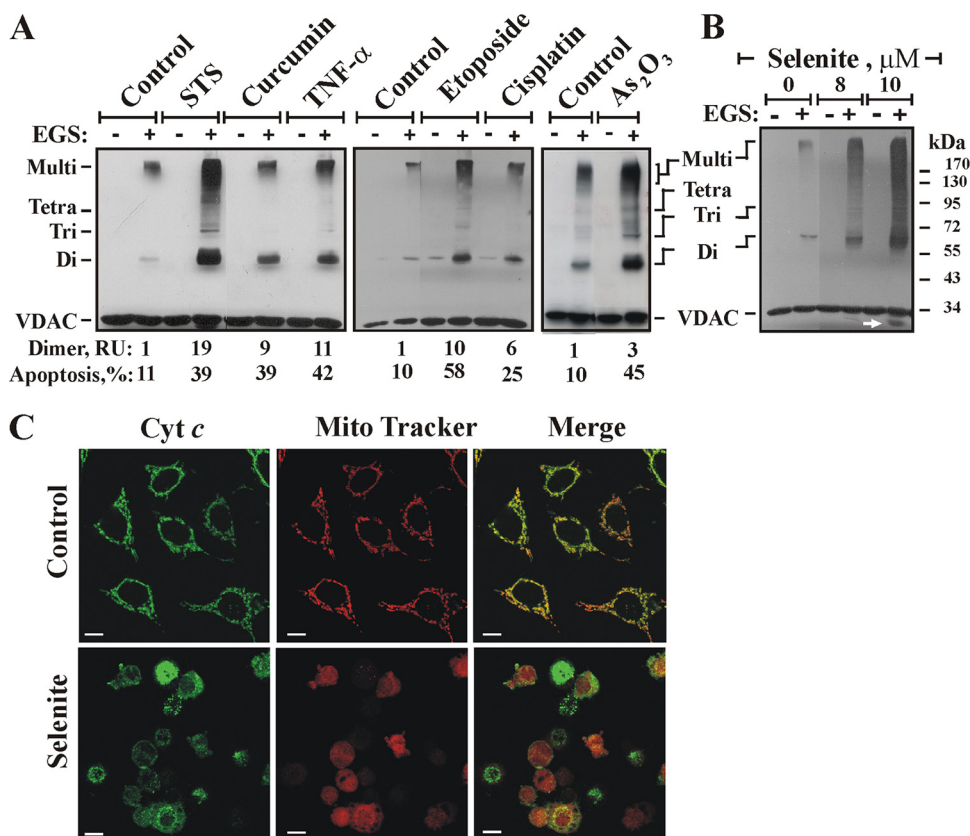 A
Control STS Curcumin TNF-α Control Etoposide Cisplatin Control As2O3
EGS: - + - + - + - + - + - + - + - + - +
Multi
Tetra
Tri
Di
VDAC
Dimer, RU: 1 19 9 11 1 10 6 1 3
Apoptosis,%: 11 39 39 42 10 58 25 10 45
Multi
Tetra
Tri
Di
VDAC
B
Selenite , µM
0 8 10
EGS: - + - + - +
kDa
170
130
95
72
55
43
34
C
Cyt c Mito Tracker Merge
Control
Selenite